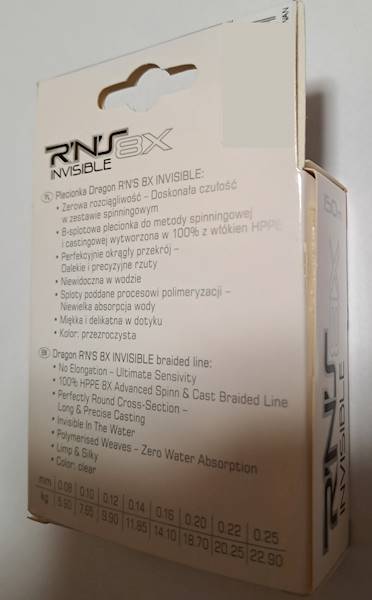 R'N'S 8X
INVISIBLE
PL Plecionka Dragon R'N'S 8X INVISIBLE:
• Zerowa rozciągliwość – Doskonała czułość
w zestawie spinningowym
• 8-splotowa plecionka do metody spinningowej
i castingowej wytworzona w 100% z włókien HPPE
• Perfekcyjnie okrągły przekrój –
Dalekie i precyzyjne rzuty
• Niewidoczna w wodzie
• Sploty poddane procesowi polimeryzacji –
Niewielka absorpcja wody
• Miękka i delikatna w dotyku
• Kolor: przezroczysta
Dragon R'N'S 8X INVISIBLE braided line:
• No Elongation – Ultimate Sensivity
• 100% HPPE 8X Advanced Spinn & Cast Braided Line
• Perfectly Round Cross-Section –
Long & Precise Casting
• Invisible In The Water
• Polymerised Weaves – Zero Water Absorption
• Limp & Silky
• Color: clear
mm 0.08 0.10 0.12 0.14 0.16 0.20 0.22 0.25
kg 5.90 7.65 9.90 11.85 14.10 18.70 20.25 22.90
150m
R'N'S
INVISIBLE